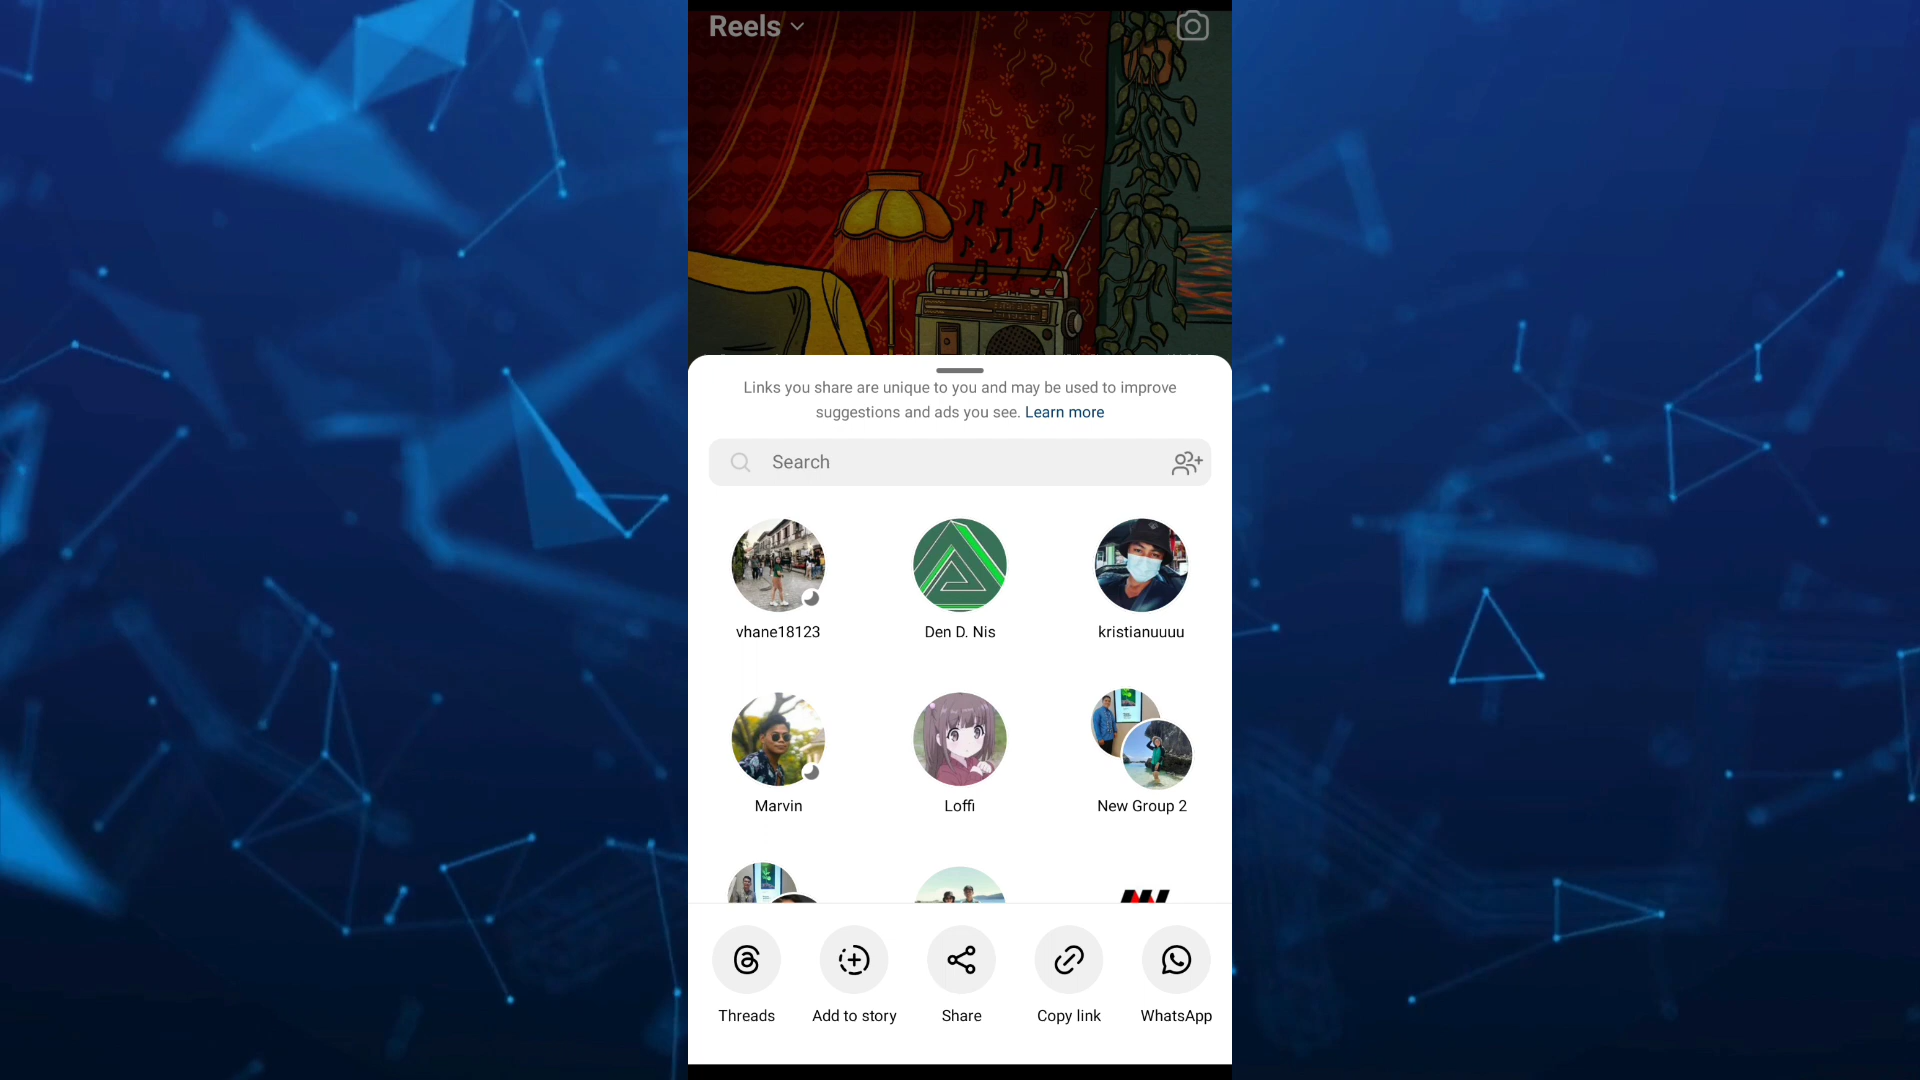 Reels
Links you share are unique to you and may be used to improve
suggestions and ads you see. Learn more
Search
vhane18123
Den D. Nis
kristianuuuu
Marvin
Loffi
New Group 2
Threads
Add to story
Share
Copy link
WhatsApp